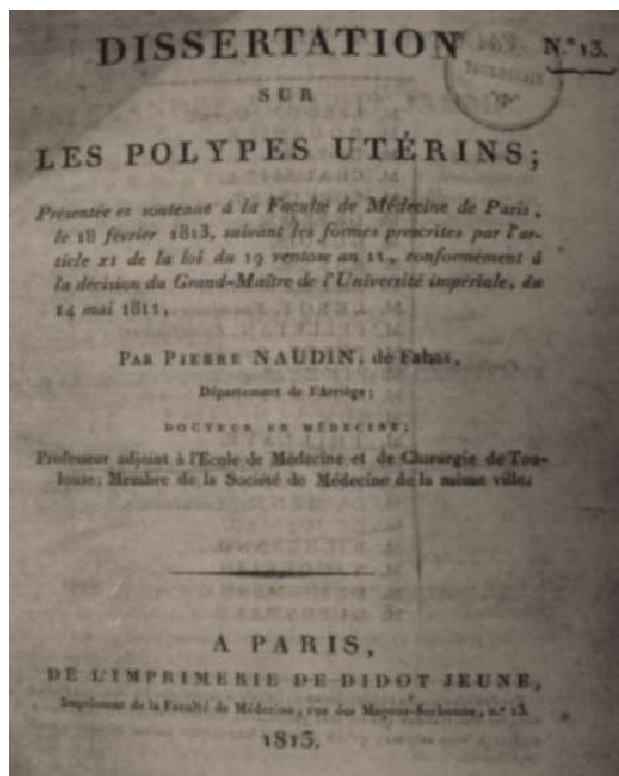 DISSERTATION N.º 13.
SUR
LES POLYPES UTÉRINS;
Présentée et soutenue à la Faculté de Médecine de Paris,
le 18 février 1813, suivant les formes prescrites par l'ar-
ticle XI de la loi du 19 ventose an 11, conformément à
la décision du Grand-Maître de l'Université impériale, du
14 mai 1811,
PAR PIERRE NAUDIN, de Fabas,
Département de l'Arriège;
DOCTEUR EN MÉDECINE;
Professeur adjoint à l'Ecole de Médecine et de Chirurgie de Tou-
louse; Membre de la Société de Médecine de la même ville.
A PARIS,
DE L'IMPRIMERIE DE DIDOT JEUNE,
Imprimeur de la Faculté de Médecine, rue des Maçons-Sorbonne, n.º 13.
1813.